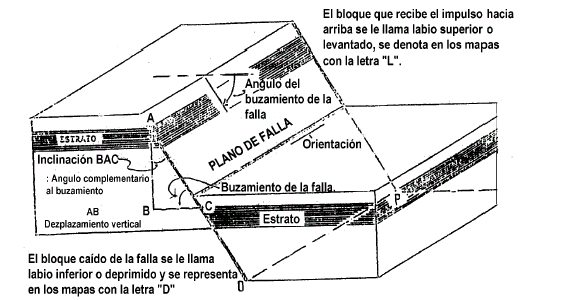 El bloque que recibe el impulso hacia
arriba se le llama labio superior o
levantado, se denota en los mapas
con la letra "L".
Angulo del
buzamiento de la
falla
A
ESTRATO
PLANO DE FALLA
Orientación
Inclinación BAC
: Angulo complementario
al buzamiento
Buzamiento de la falla.
P
B
C
AB
Dezplazamiento vertical
Estrato
El bloque caído de la falla se le llama
labio inferior o deprimido y se representa
en los mapas con la letra "D"
D